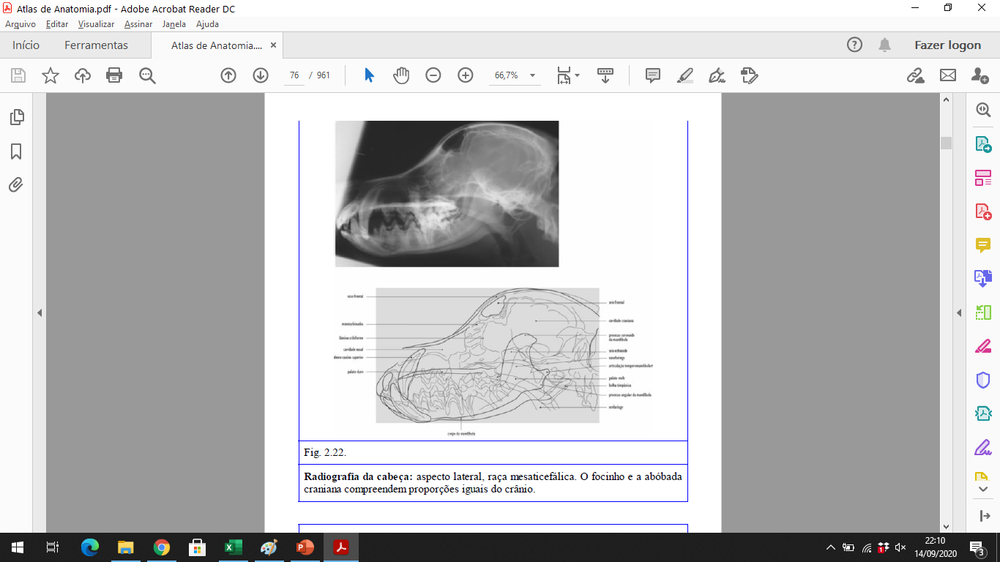 Atlas de Anatomia.pdf - Adobe Acrobat Reader DC
Arquivo Editar Visualizar Assinar Janela Ajuda
Início Ferramentas Atlas de Anatomia.... × Fazer logon
76 / 961 66,7%
osso frontal
etmoturbinados
lâmina cribiforme
cavidade nasal
dente canino superior
palato duro
seio frontal
cavidade craniana
processo coronoide
da mandíbula
nasofaringe
articulação temporomandibular
palato mole
bolha timpânica
processo angular da mandíbula
orofaringe
corpo da mandíbula
Fig. 2.22.
Radiografia da cabeça: aspecto lateral, raça mesaticefálica. O focinho e a abóbada
craniana compreendem proporções iguais do crânio.
22:10
14/09/2020
3